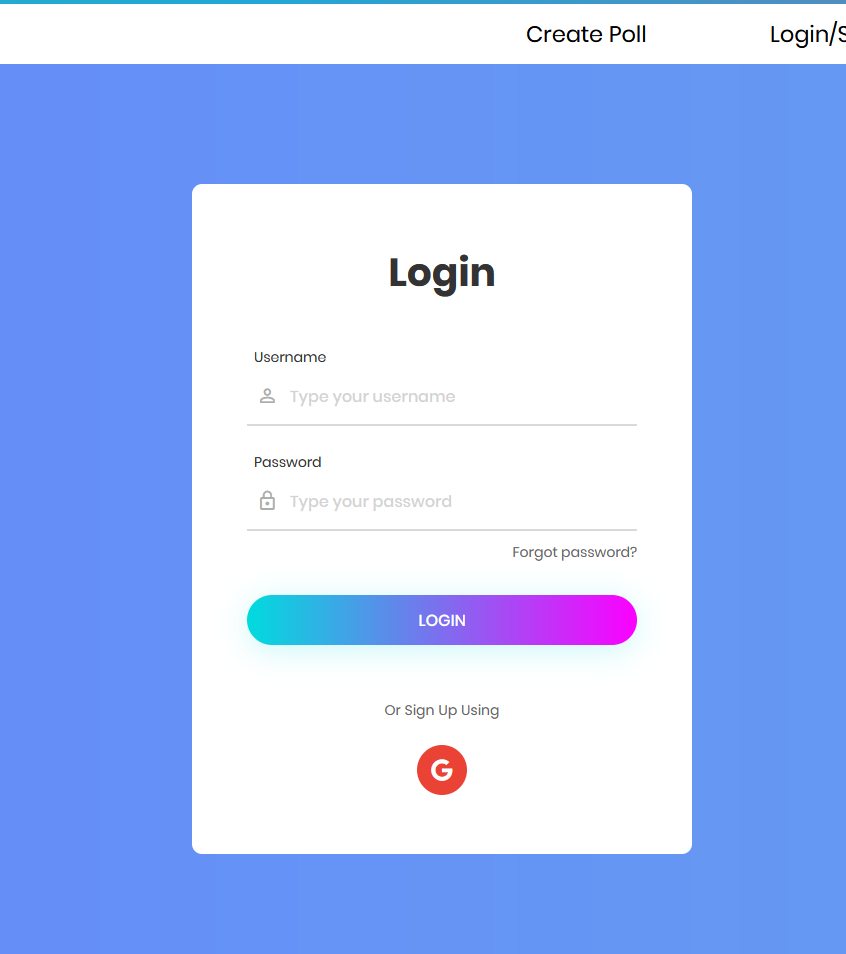 Create Poll
Login/S
Login
Username
Type your username
Password
Type your password
Forgot password?
LOGIN
Or Sign Up Using
G